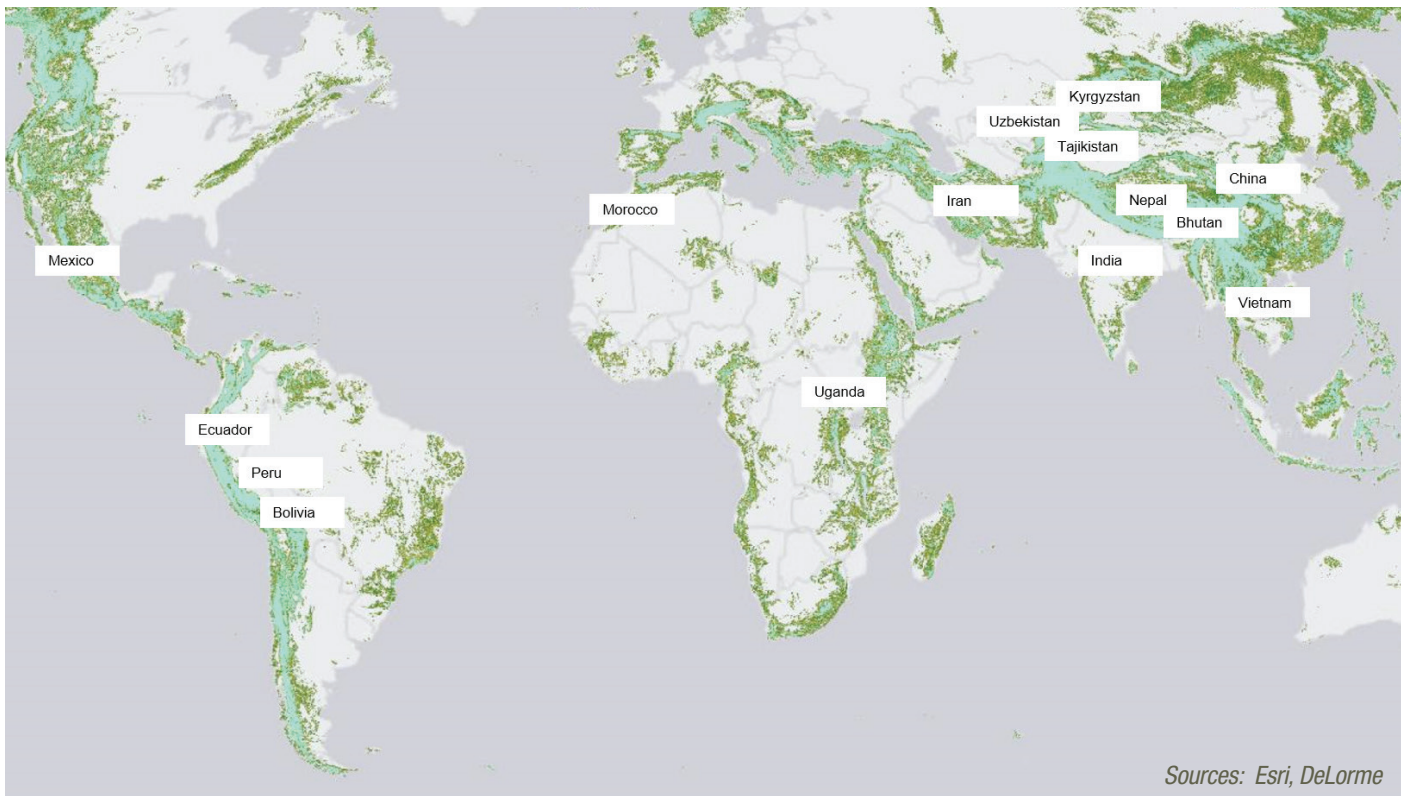 Kyrgyzstan
Uzbekistan
Tajikistan
China
Nepal
Iran
Morocco
Bhutan
Mexico
India
Vietnam
Uganda
Ecuador
Peru
Bolivia
Sources: Esri, DeLorme